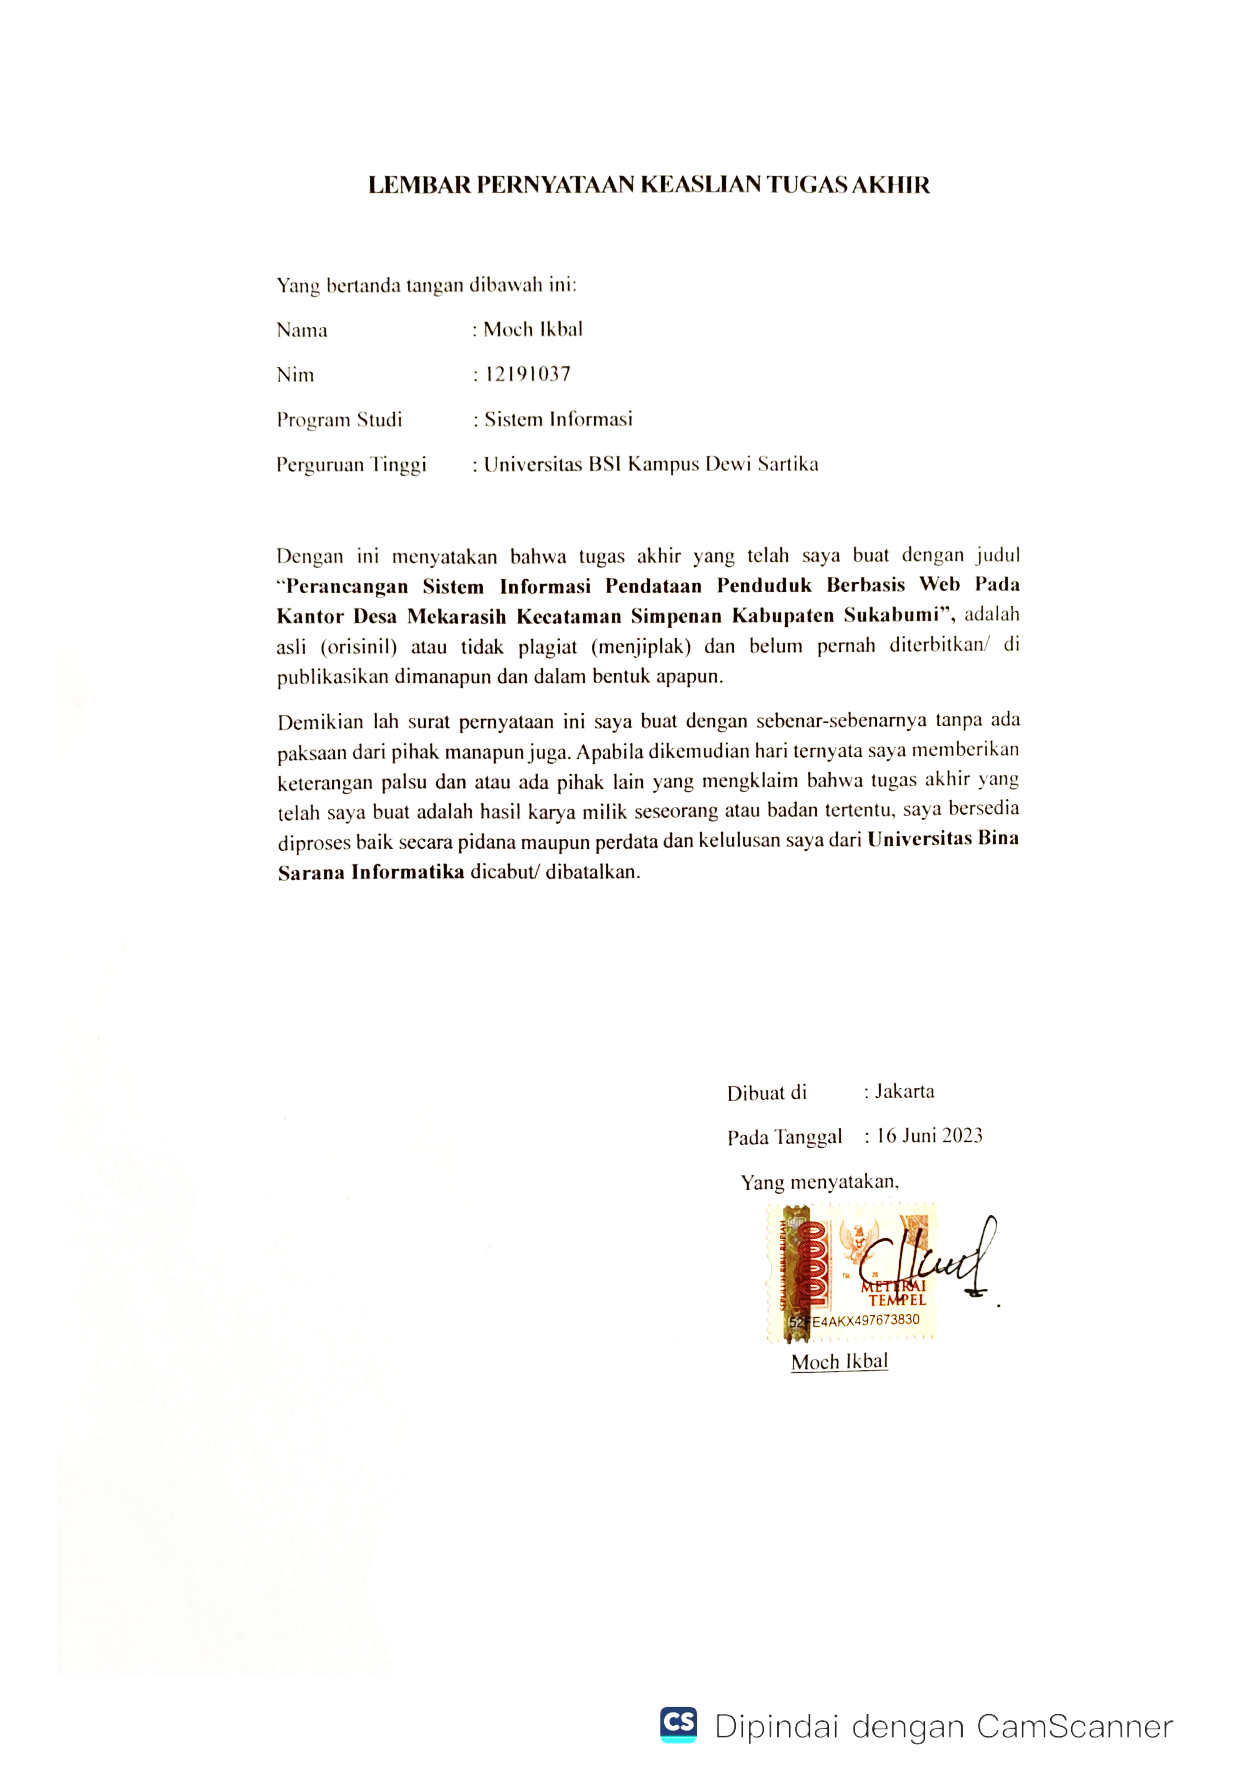 LEMBAR PERNYATAAN KEASLIAN TUGAS AKHIR
Yang bertanda tangan dibawah ini:
Nama : Moch Ikbal
Nim : 12191037
Program Studi : Sistem Informasi
Perguruan Tinggi : Universitas BSI Kampus Dewi Sartika
Dengan ini menyatakan bahwa tugas akhir yang telah saya buat dengan judul
“Perancangan Sistem Informasi Pendataan Penduduk Berbasis Web Pada
Kantor Desa Mekarasih Kecataman Simpenan Kabupaten Sukabumi”, adalah
asli (orisinil) atau tidak plagiat (menjiplak) dan belum pernah diterbitkan/ di
publikasikan dimanapun dan dalam bentuk apapun.
Demikian lah surat pernyataan ini saya buat dengan sebenar-sebenarnya tanpa ada
paksaan dari pihak manapun juga. Apabila dikemudian hari ternyata saya memberikan
keterangan palsu dan atau ada pihak lain yang mengklaim bahwa tugas akhir yang
telah saya buat adalah hasil karya milik seseorang atau badan tertentu, saya bersedia
diproses baik secara pidana maupun perdata dan kelulusan saya dari Universitas Bina
Sarana Informatika dicabut/ dibatalkan.
Dibuat di : Jakarta
Pada Tanggal : 16 Juni 2023
Yang menyatakan,
SEPULUH RIBU RUPIAH
10000
TGL. 20
METERAI
TEMPEL
52FE4AKX497673830
Moch Ikbal
CS Dipindai dengan CamScanner